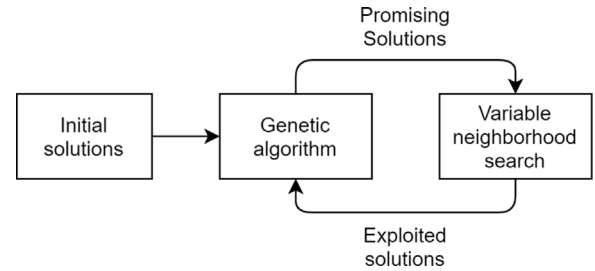 Promising
Solutions
Initial
solutions
Genetic
algorithm
Variable
neighborhood
search
Exploited
solutions